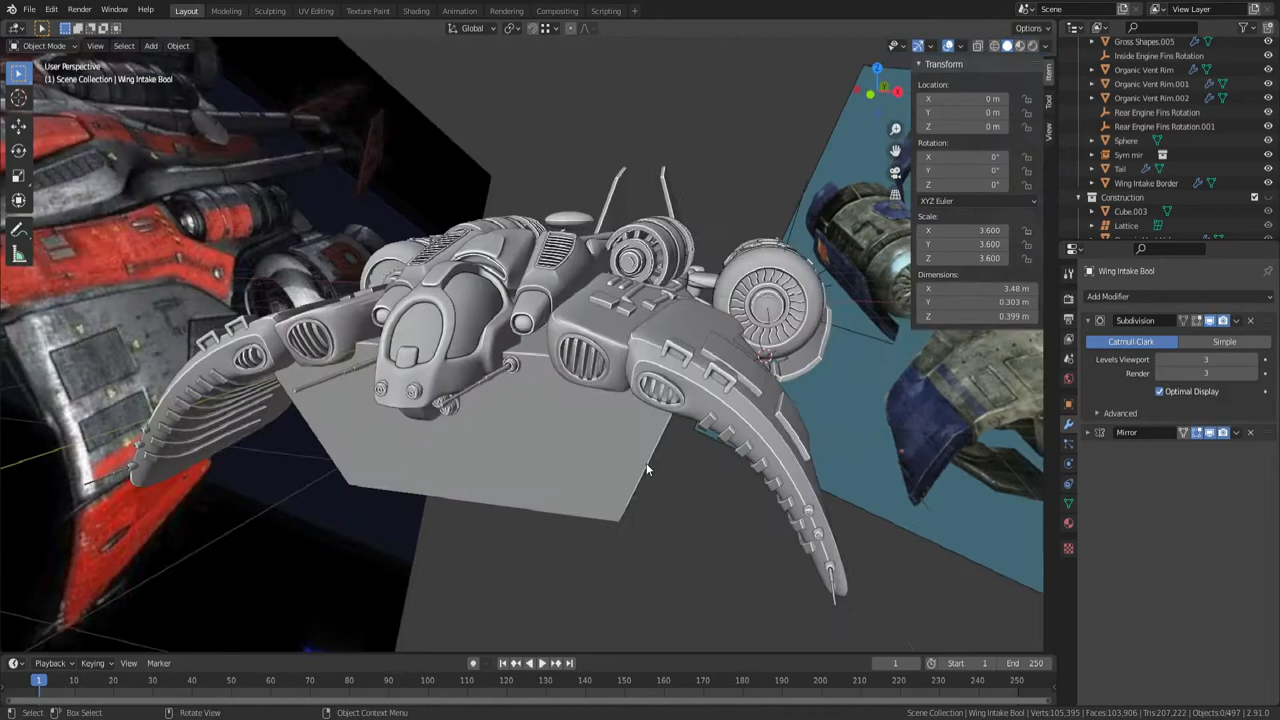 File Edit Render Window Help Layout Modeling Sculpting UV Editing Texture Paint Shading Animation Rendering Compositing Scripting + Scene View Layer
Global Options
Object Mode View Select Add Object
User Perspective
(1) Scene Collection | Wing Intake Bool
Transform
Location:
X 0 m
Y 0 m
Z 0 m
Rotation:
X 0°
Y 0°
Z 0°
XYZ Euler
Scale:
X 3.600
Y 3.600
Z 3.600
Dimensions:
X 3.48 m
Y 0.303 m
Z 0.399 m
Item
Tool
View
Z
Y
X
Gross Shapes.005
Inside Engine Fins Rotation
Organic Vent Rim
Organic Vent Rim.001
Organic Vent Rim.002
Rear Engine Fins Rotation
Rear Engine Fins Rotation.001
Sphere
Sym mir
Tail
Wing Intake Border
Construction
Cube.003
Lattice
Wing Intake Bool
Add Modifier
Subdivision
Catmull-Clark Simple
Levels Viewport 3
Render 3
Optimal Display
Advanced
Mirror
Playback Keying View Marker 1 Start 1 End 250
1 10 20 30 40 50 60 70 80 90 100 110 120 130 140 150 160 170 180 190 200 210 220 230 240 250
Select Box Select Rotate View Object Context Menu Scene Collection | Wing Intake Bool | Verts:105,395 | Faces:103,906 | Tris:207,222 | Objects:0/497 | 2.91.0